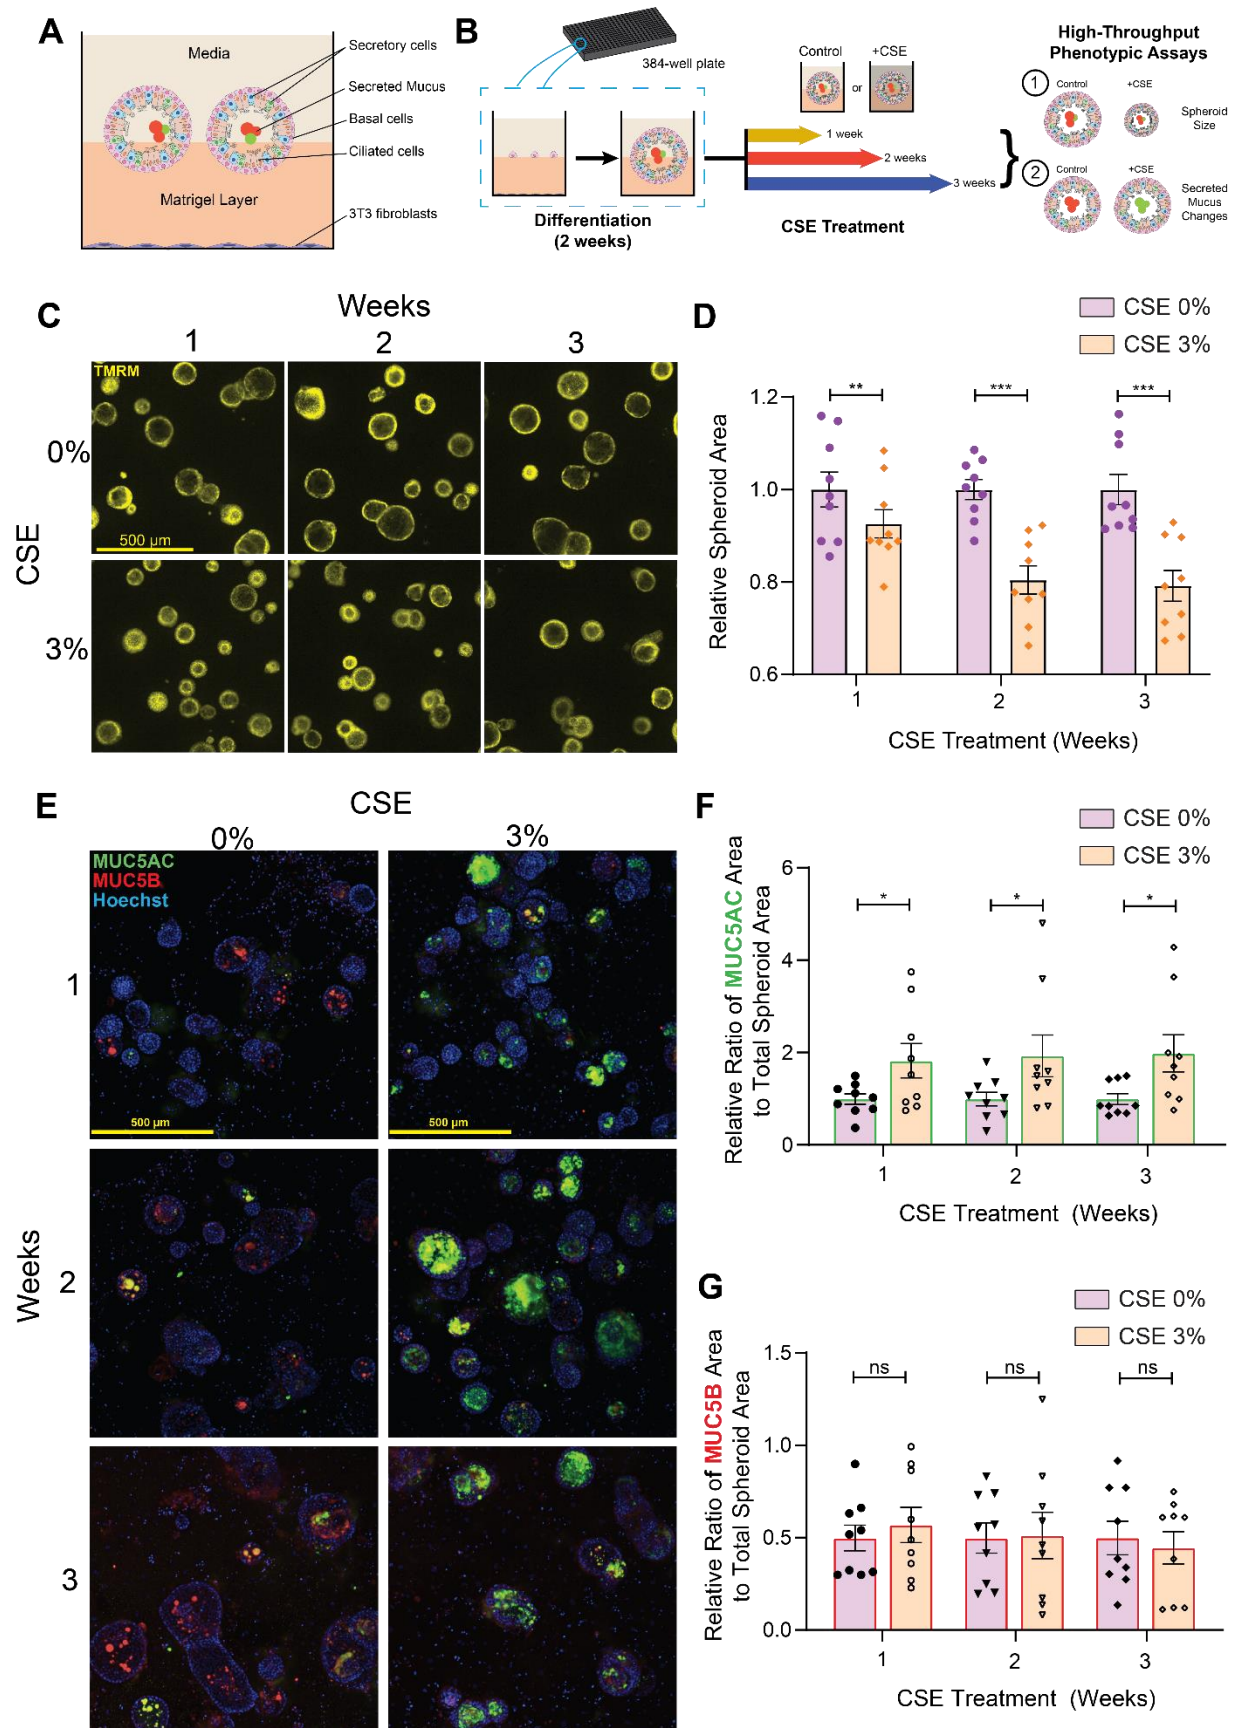 A
Media
Matrigel Layer
Secretory cells
Secreted Mucus
Basal cells
Ciliated cells
3T3 fibroblasts
B
384-well plate
Differentiation
(2 weeks)
Control
+CSE
or
1 week
2 weeks
3 weeks
CSE Treatment
High-Throughput
Phenotypic Assays
1
Control
+CSE
Spheroid
Size
2
Control
+CSE
Secreted
Mucus
Changes
C
Weeks
1
2
3
CSE
0%
3%
TMRM
500 µm
D
CSE 0%
CSE 3%
Relative Spheroid Area
1.2
1.0
0.8
0.6
**
***
***
1
2
3
CSE Treatment (Weeks)
E
CSE
0%
3%
MUC5AC
MUC5B
Hoechst
500 µm
500 µm
Weeks
1
2
3
F
CSE 0%
CSE 3%
Relative Ratio of MUC5AC Area
to Total Spheroid Area
6
4
2
0
*
*
*
1
2
3
CSE Treatment (Weeks)
G
CSE 0%
CSE 3%
Relative Ratio of MUC5B Area
to Total Spheroid Area
1.5
1.0
0.5
0.0
ns
ns
ns
1
2
3
CSE Treatment (Weeks)